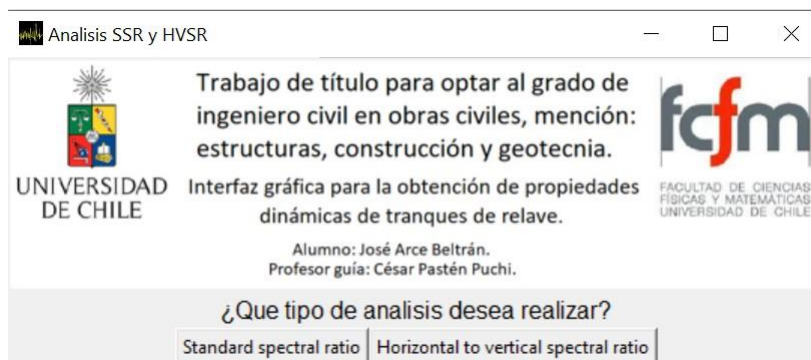 Analisis SSR y HVSR
Trabajo de título para optar al grado de
ingeniero civil en obras civiles, mención:
estructuras, construcción y geotecnia.
Interfaz gráfica para la obtención de propiedades
dinámicas de tranques de relave.
Alumno: José Arce Beltrán.
Profesor guía: César Pastén Puchi.
UNIVERSIDAD
DE CHILE
fcfm
FACULTAD DE CIENCIAS
FÍSICAS Y MATEMÁTICAS
UNIVERSIDAD DE CHILE
¿Que tipo de analisis desea realizar?
Standard spectral ratio
Horizontal to vertical spectral ratio